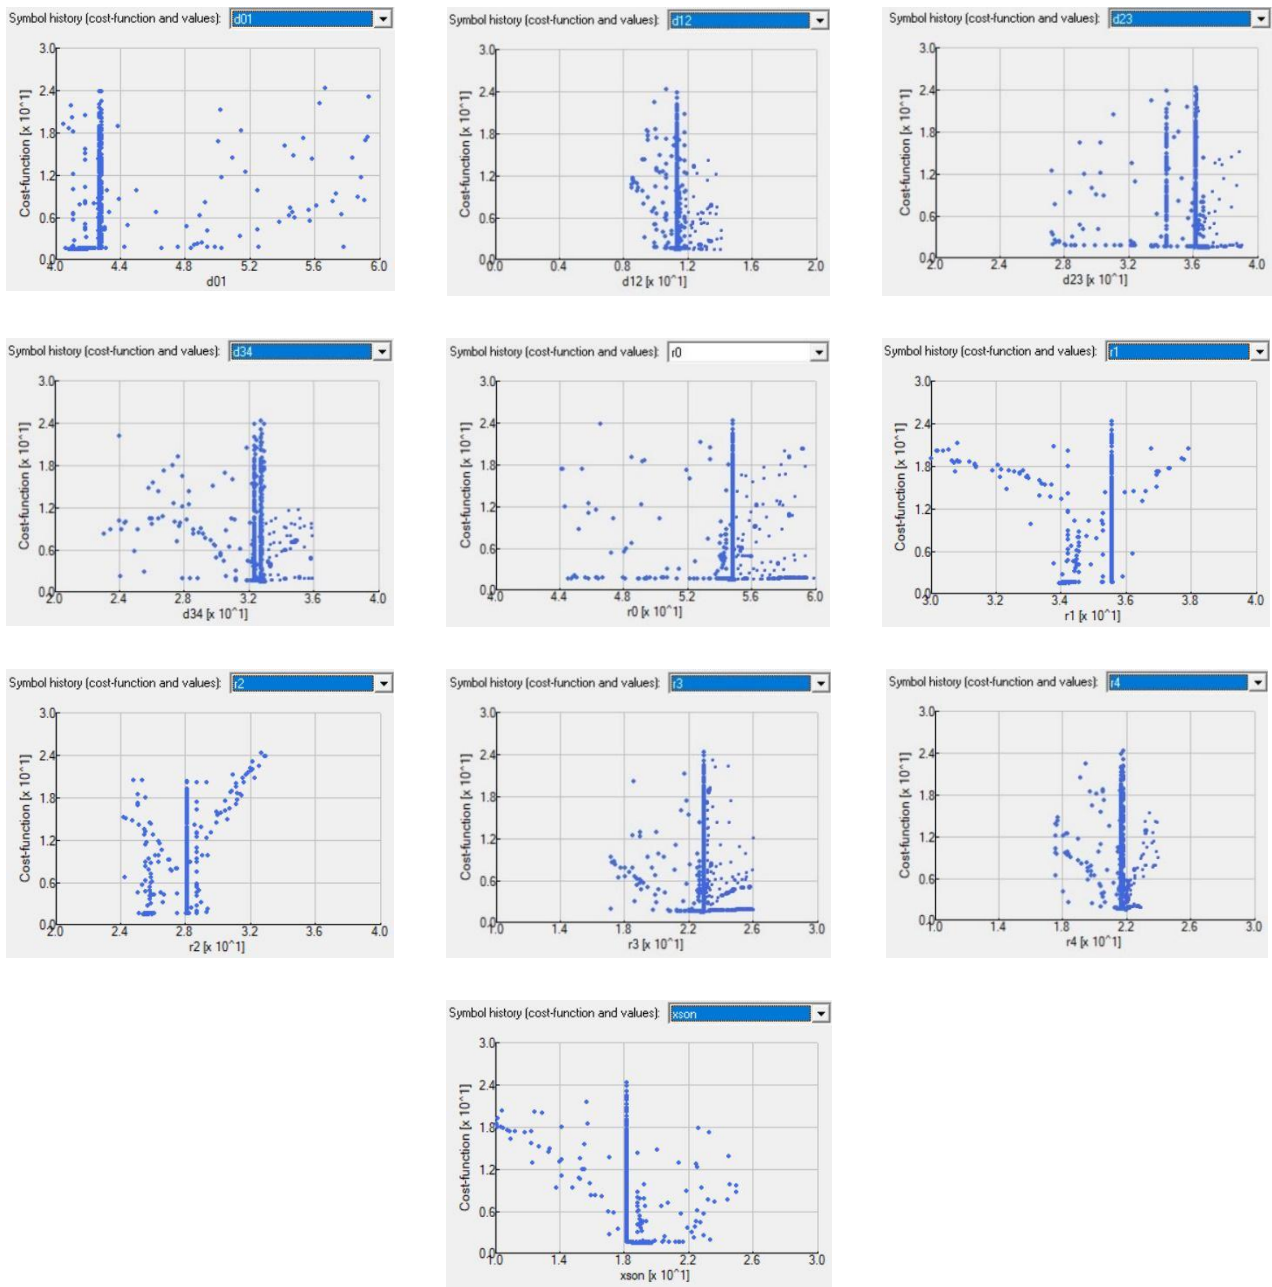 Symbol history (cost-function and values): d01
Cost-function [x 10^1]
3.0
2.4
1.8
1.2
0.6
0.0
4.0 4.4 4.8 5.2 5.6 6.0
d01
Symbol history (cost-function and values): d12
Cost-function [x 10^1]
3.0
2.4
1.8
1.2
0.6
0.0
0.0 0.4 0.8 1.2 1.6 2.0
d12 [x 10^1]
Symbol history (cost-function and values): d23
Cost-function [x 10^1]
3.0
2.4
1.8
1.2
0.6
0.0
2.0 2.4 2.8 3.2 3.6 4.0
d23 [x 10^1]
Symbol history (cost-function and values): d34
Cost-function [x 10^1]
3.0
2.4
1.8
1.2
0.6
0.0
2.0 2.4 2.8 3.2 3.6 4.0
d34 [x 10^1]
Symbol history (cost-function and values): r0
Cost-function [x 10^1]
3.0
2.4
1.8
1.2
0.6
0.0
4.0 4.4 4.8 5.2 5.6 6.0
r0 [x 10^1]
Symbol history (cost-function and values): r1
Cost-function [x 10^1]
3.0
2.4
1.8
1.2
0.6
0.0
3.0 3.2 3.4 3.6 3.8 4.0
r1 [x 10^1]
Symbol history (cost-function and values): r2
Cost-function [x 10^1]
3.0
2.4
1.8
1.2
0.6
0.0
2.0 2.4 2.8 3.2 3.6 4.0
r2 [x 10^1]
Symbol history (cost-function and values): r3
Cost-function [x 10^1]
3.0
2.4
1.8
1.2
0.6
0.0
1.0 1.4 1.8 2.2 2.6 3.0
r3 [x 10^1]
Symbol history (cost-function and values): r4
Cost-function [x 10^1]
3.0
2.4
1.8
1.2
0.6
0.0
1.0 1.4 1.8 2.2 2.6 3.0
r4 [x 10^1]
Symbol history (cost-function and values): xson
Cost-function [x 10^1]
3.0
2.4
1.8
1.2
0.6
0.0
1.0 1.4 1.8 2.2 2.6 3.0
xson [x 10^1]